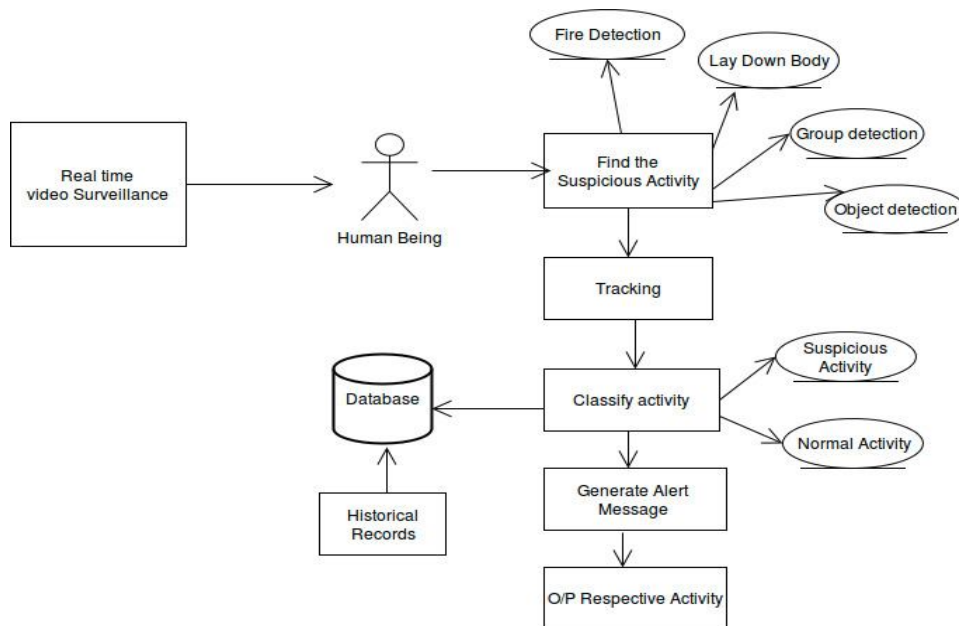 Fire Detection
Lay Down Body
Group detection
Object detection
Real time
video Surveillance
Human Being
Find the
Suspicious Activity
Tracking
Suspicious
Activity
Database
Classify activity
Normal Activity
Historical
Records
Generate Alert
Message
O/P Respective Activity